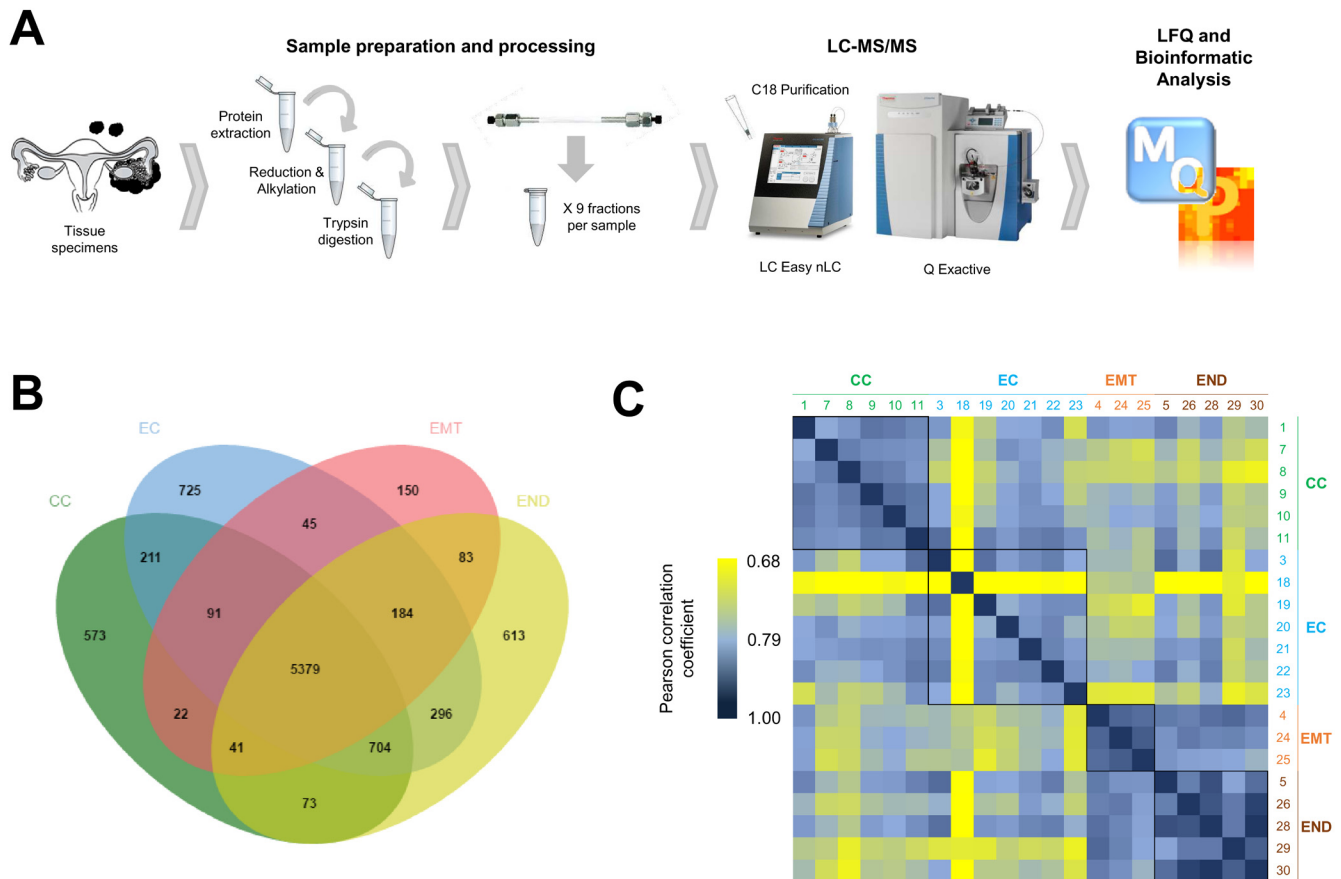 A
Sample preparation and processing
LC-MS/MS
LFQ and
Bioinformatic
Analysis
Tissue
specimens
Protein
extraction
Reduction &
Alkylation
Trypsin
digestion
X 9 fractions
per sample
C18 Purification
LC Easy nLC
Q Exactive
M
Q
P
B
EC
EMT
CC
END
725
150
45
211
83
91
184
573
613
5379
22
296
41
704
73
C
CC EC EMT END
1 7 8 9 10 11 3 18 19 20 21 22 23 4 24 25 5 26 28 29 30
Pearson correlation
coefficient
0.68
0.79
1.00
1
7
8
9
10
11
CC
3
18
19
20
21
22
23
EC
4
24
25
EMT
5
26
28
29
30
END